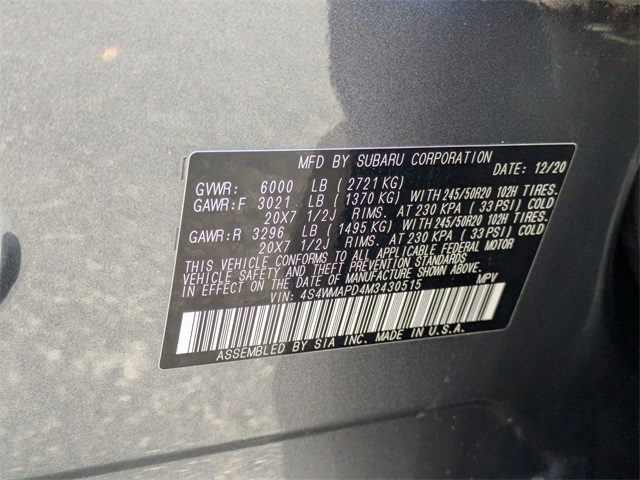 MFD BY SUBARU CORPORATION
DATE: 12/20
GVWR: 6000 LB ( 2721 KG)
GAWR:F 3021 LB ( 1370 KG) WITH 245/50R20 102H TIRES.
20X7 1/2J RIMS. AT 230 KPA ( 33 PSI) COLD
GAWR:R 3296 LB ( 1495 KG) WITH 245/50R20 102H TIRES.
20X7 1/2J RIMS. AT 230 KPA ( 33 PSI) COLD
THIS VEHICLE CONFORMS TO ALL APPLICABLE FEDERAL MOTOR
VEHICLE SAFETY AND THEFT PREVENTION STANDARDS
IN EFFECT ON THE DATE OF MANUFACTURE SHOWN ABOVE.
VIN: 4S4WMAPD4M3430515 MPV
ASSEMBLED BY SIA INC. MADE IN U.S.A.